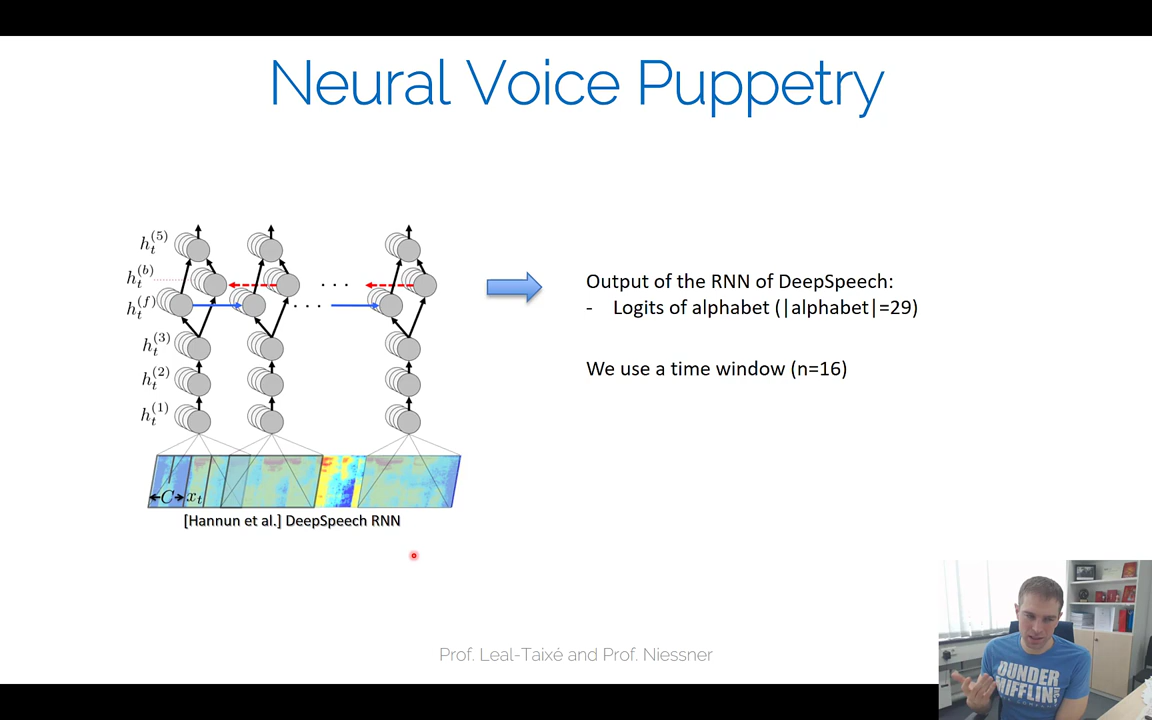 Neural Voice Puppetry
h_t^{(5)}
h_t^{(b)}
h_t^{(f)}
h_t^{(3)}
h_t^{(2)}
h_t^{(1)}
C x_t
[Hannun et al.] DeepSpeech RNN
Output of the RNN of DeepSpeech:
- Logits of alphabet (|alphabet|=29)
We use a time window (n=16)
Prof. Leal-Taixé and Prof. Niessner
DUNDER
MIFFLIN